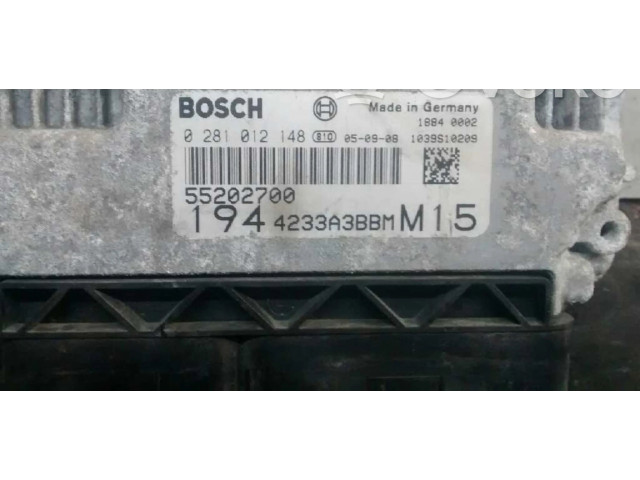 BOSCH Made in Germany
1884 0002
0 281 012 148 810 05-09-08 1039S10209
55202700
194 4233A3BBM M15